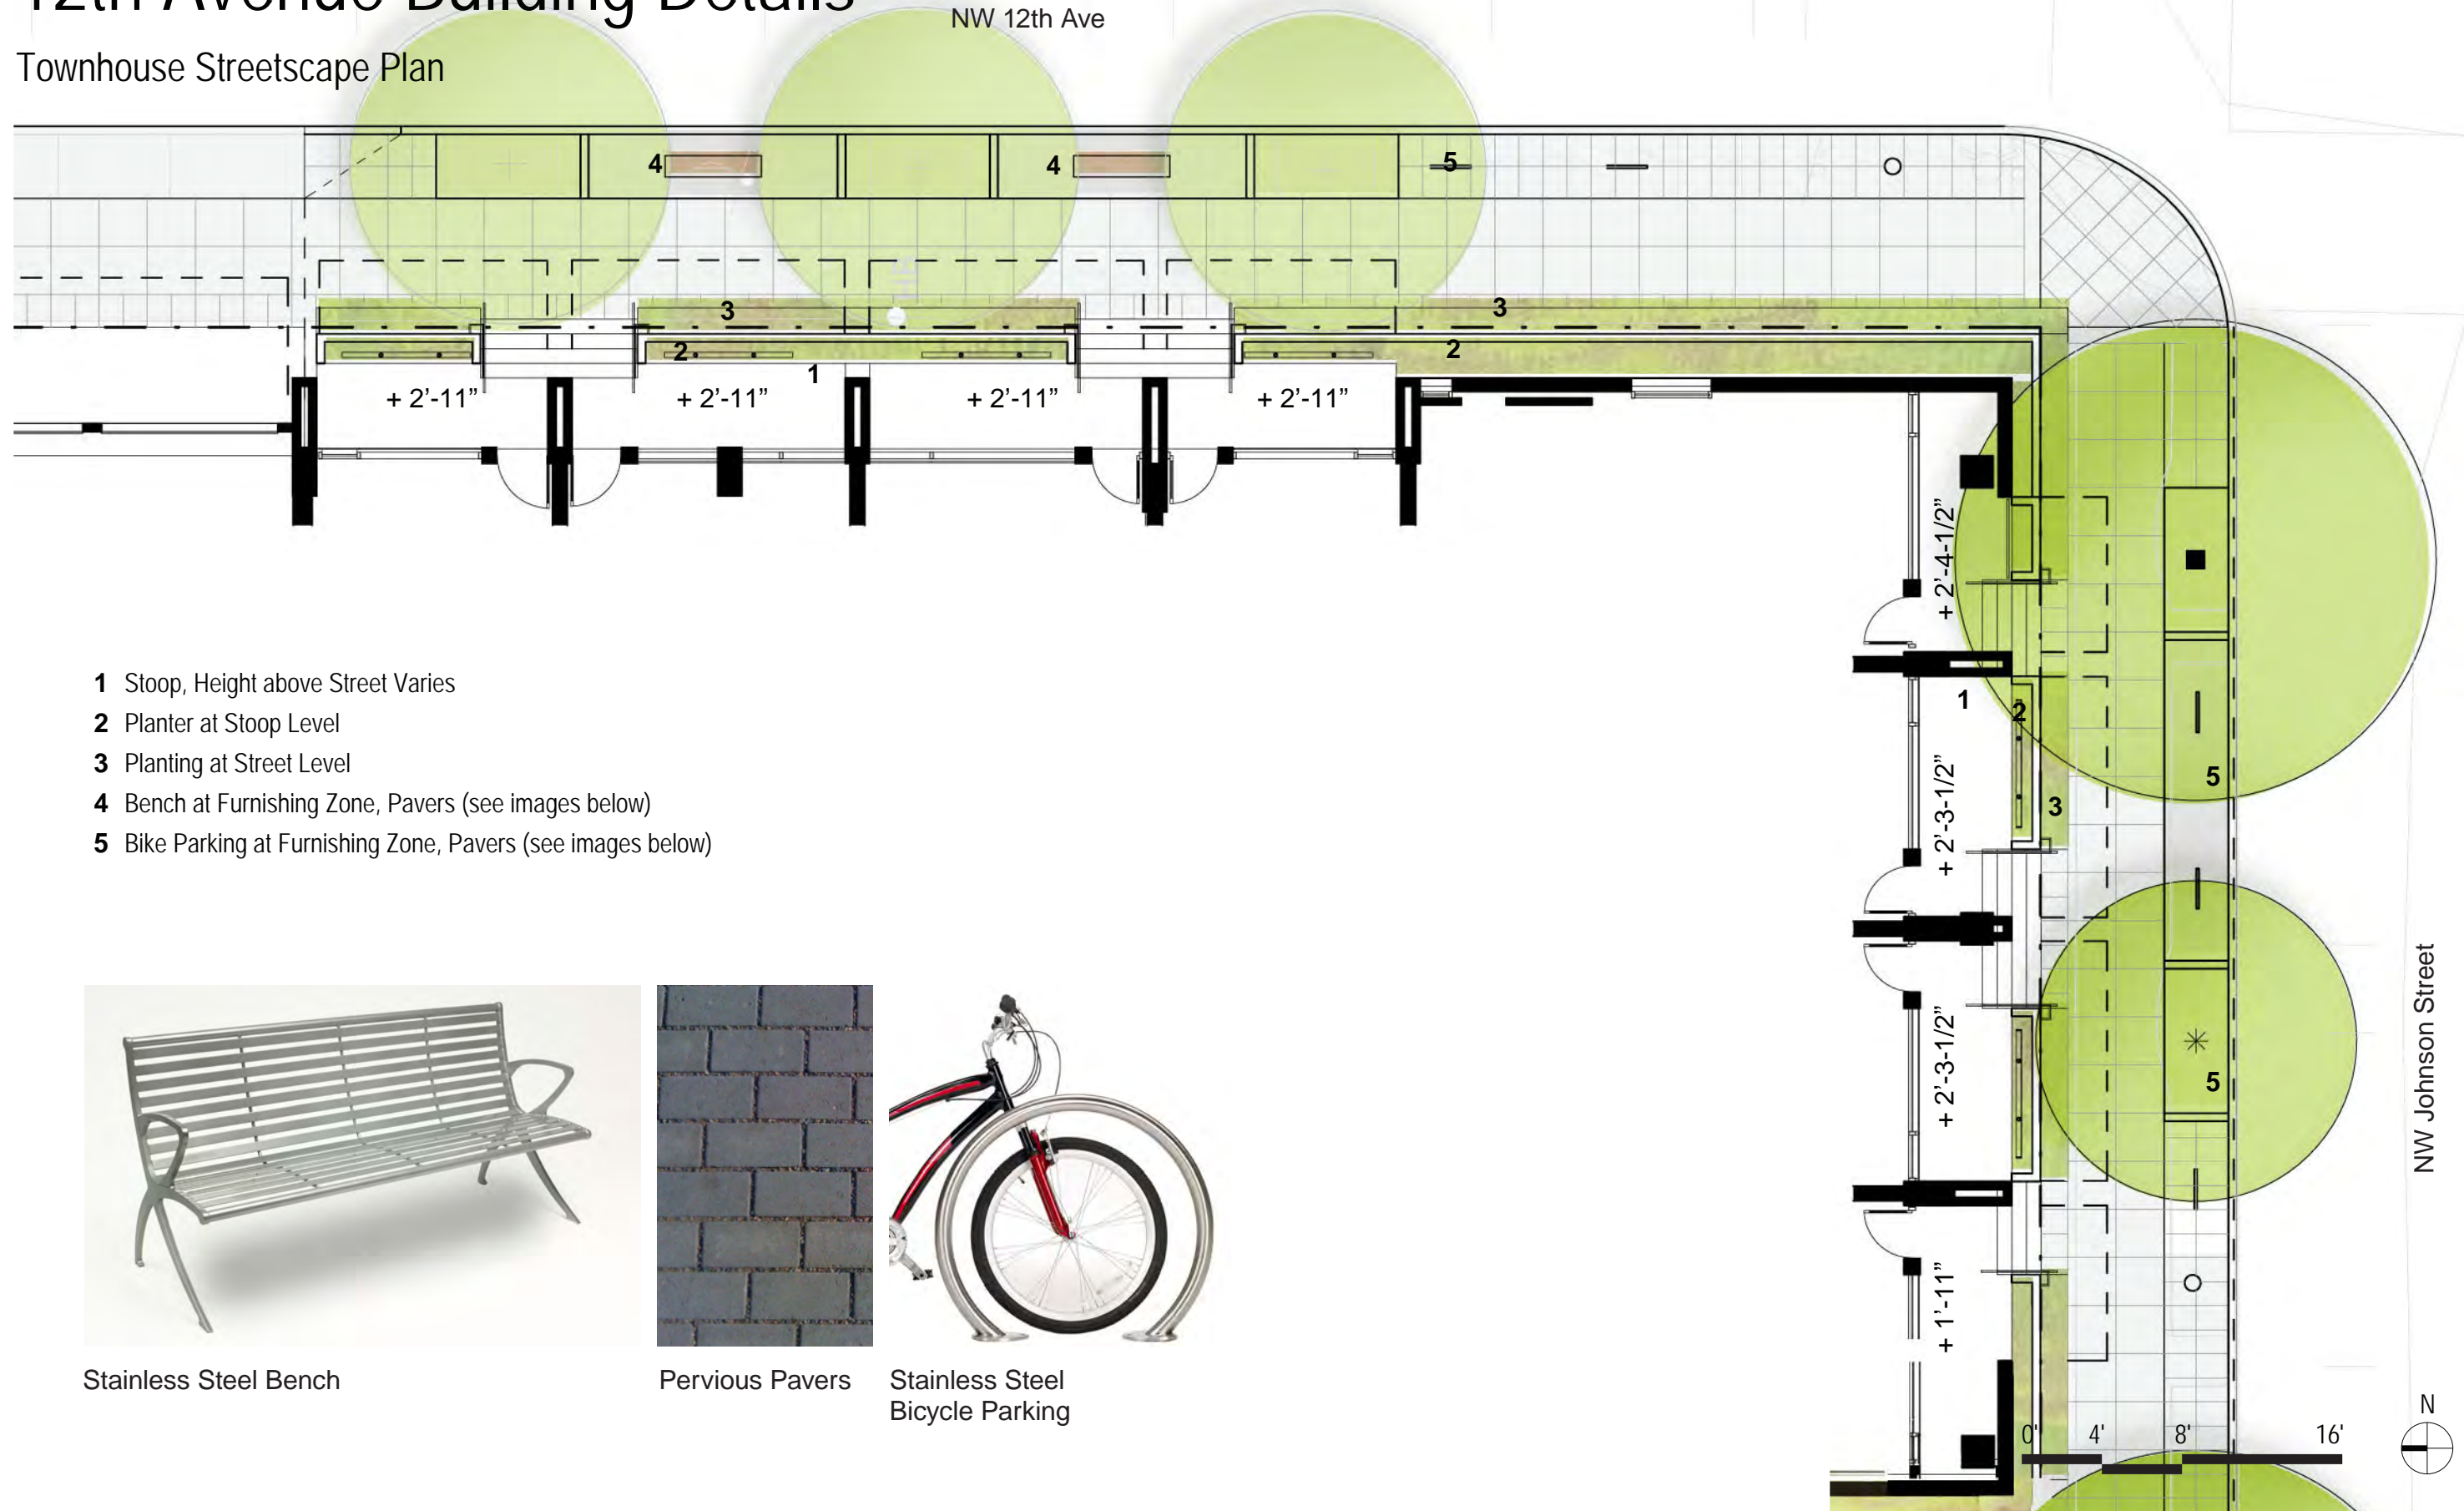 12th Avenue Building Details
Townhouse Streetscape Plan
NW 12th Ave
4
4
5
3
3
2
2
1
+ 2’-11”
+ 2’-11”
+ 2’-11”
+ 2’-11”
+ 2’-4-1/2”
1
2
5
+ 2’-3-1/2”
3
+ 2’-3-1/2”
5
+ 1’-11”
NW Johnson Street
1 Stoop, Height above Street Varies
2 Planter at Stoop Level
3 Planting at Street Level
4 Bench at Furnishing Zone, Pavers (see images below)
5 Bike Parking at Furnishing Zone, Pavers (see images below)
Stainless Steel Bench
Pervious Pavers
Stainless Steel
Bicycle Parking
0' 4' 8' 16'
N